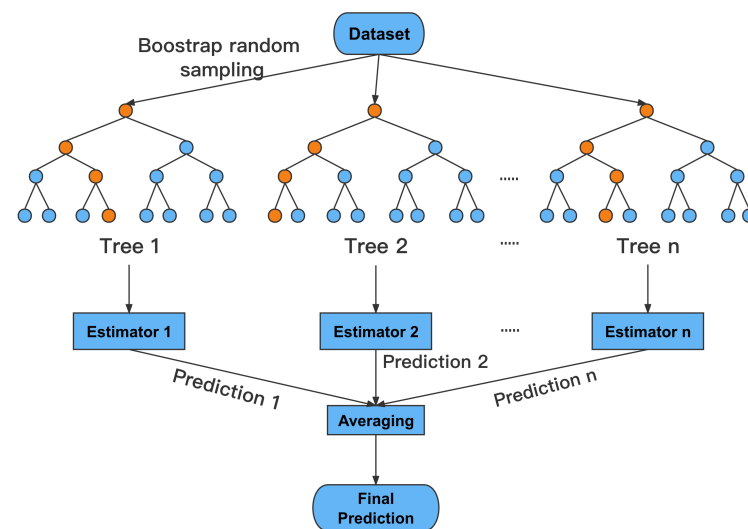 Dataset
Boostrap random
sampling
.....
Tree 1
Tree 2
.....
Tree n
Estimator 1
Estimator 2
.....
Estimator n
Prediction 1
Prediction 2
Prediction n
Averaging
Final
Prediction